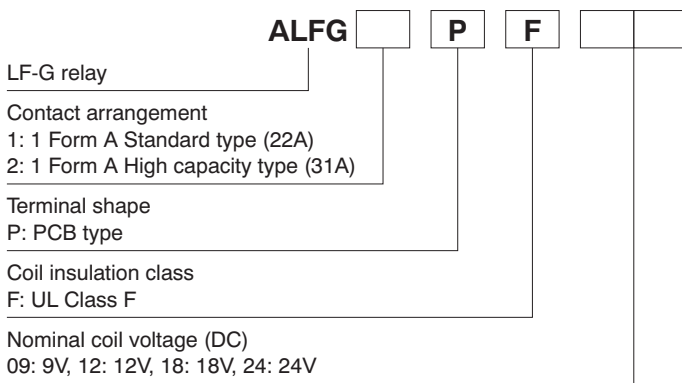 ALFG P F
LF-G relay
Contact arrangement
1: 1 Form A Standard type (22A)
2: 1 Form A High capacity type (31A)
Terminal shape
P: PCB type
Coil insulation class
F: UL Class F
Nominal coil voltage (DC)
09: 9V, 12: 12V, 18: 18V, 24: 24V